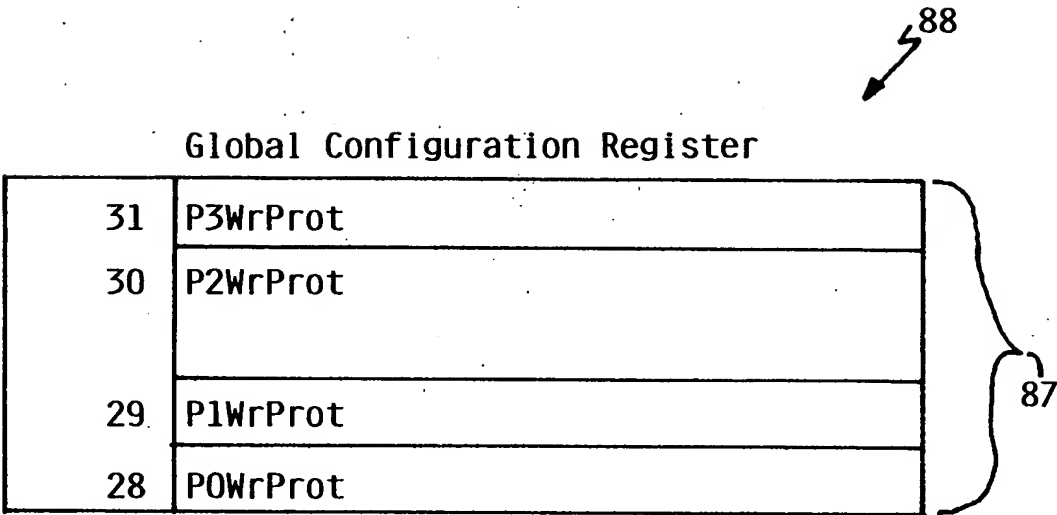 88
Global Configuration Register
31 P3WrProt
30 P2WrProt
29 P1WrProt
28 P0WrProt
87